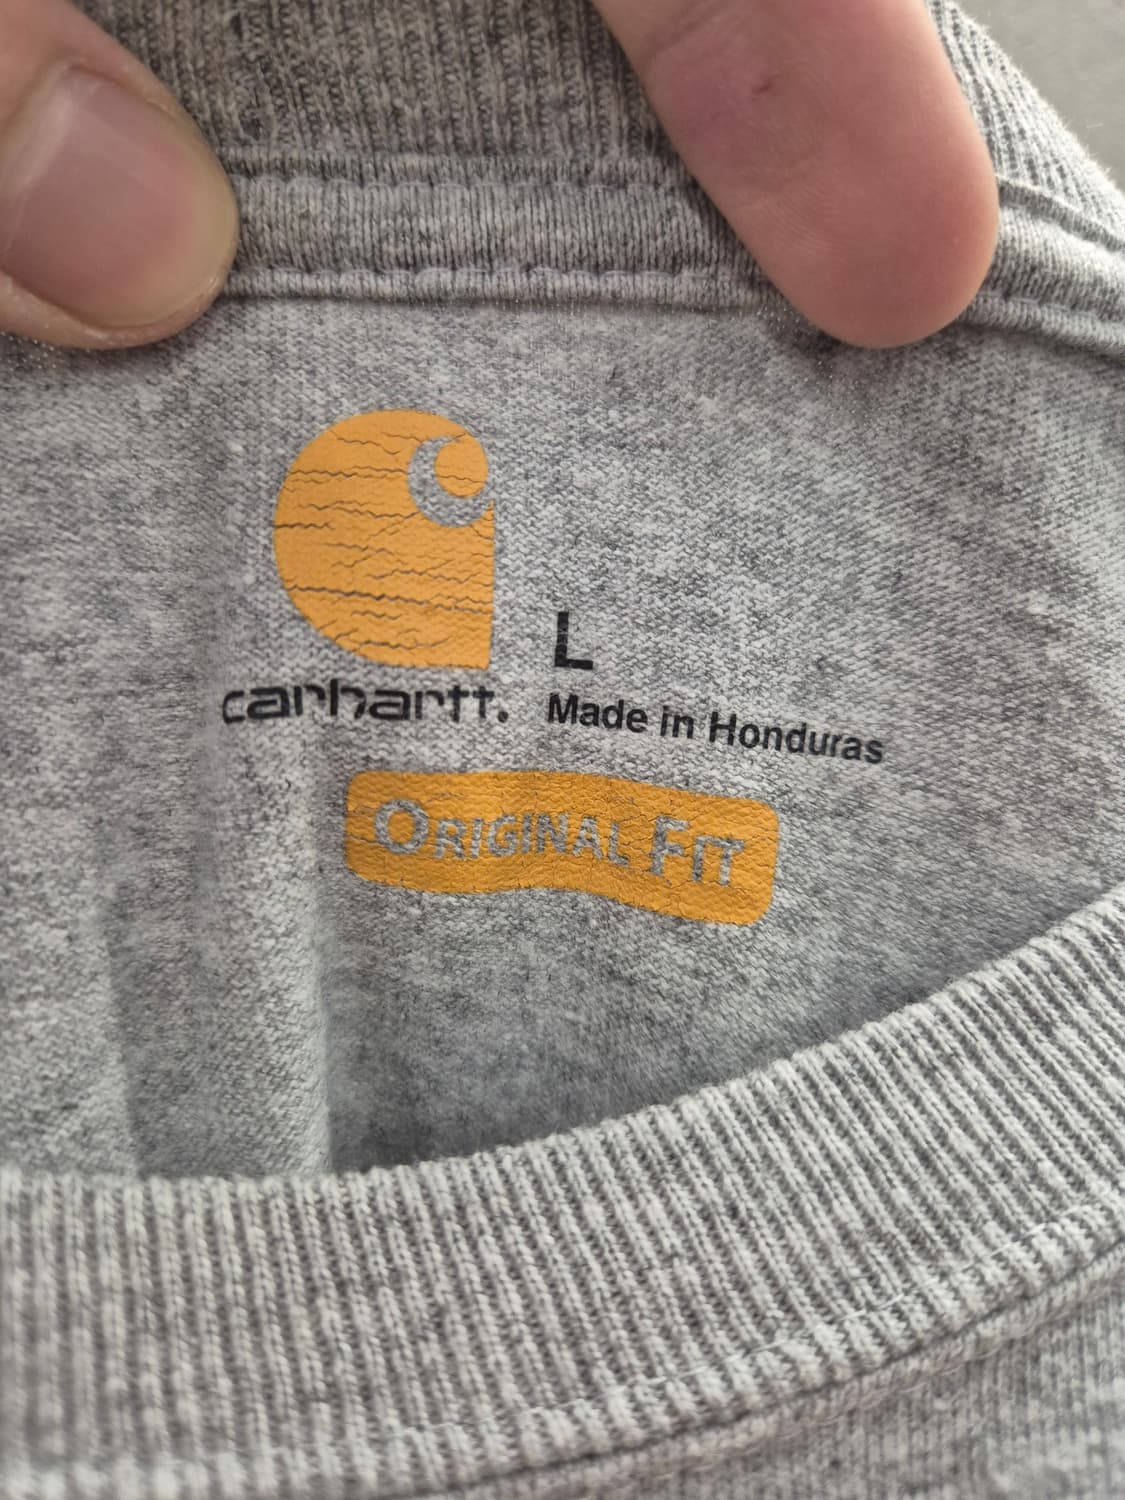 L
carhartt.
Made in Honduras
ORIGINAL FIT